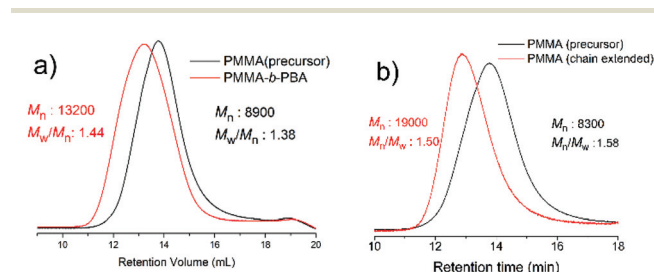 a)
PMMA(precursor)
PMMA-b-PBA
Mn : 13200
Mw/Mn: 1.44
Mn : 8900
Mw/Mn : 1.38
10 12 14 16 18 20
Retention Volume (mL)
b)
PMMA (precursor)
PMMA (chain extended)
Mn : 19000
Mn/Mw : 1.50
Mn : 8300
Mn/Mw : 1.58
10 12 14 16 18
Retention time (min)